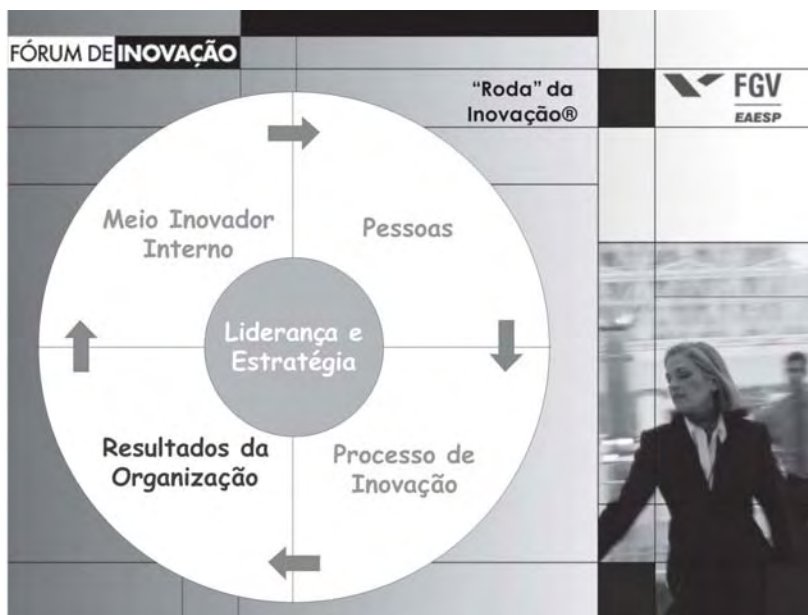 FÓRUM DE INOVAÇÃO
"Roda" da
Inovação®
FGV
EAESP
Meio Inovador
Interno
Pessoas
Liderança e
Estratégia
Resultados da
Organização
Processo de
Inovação